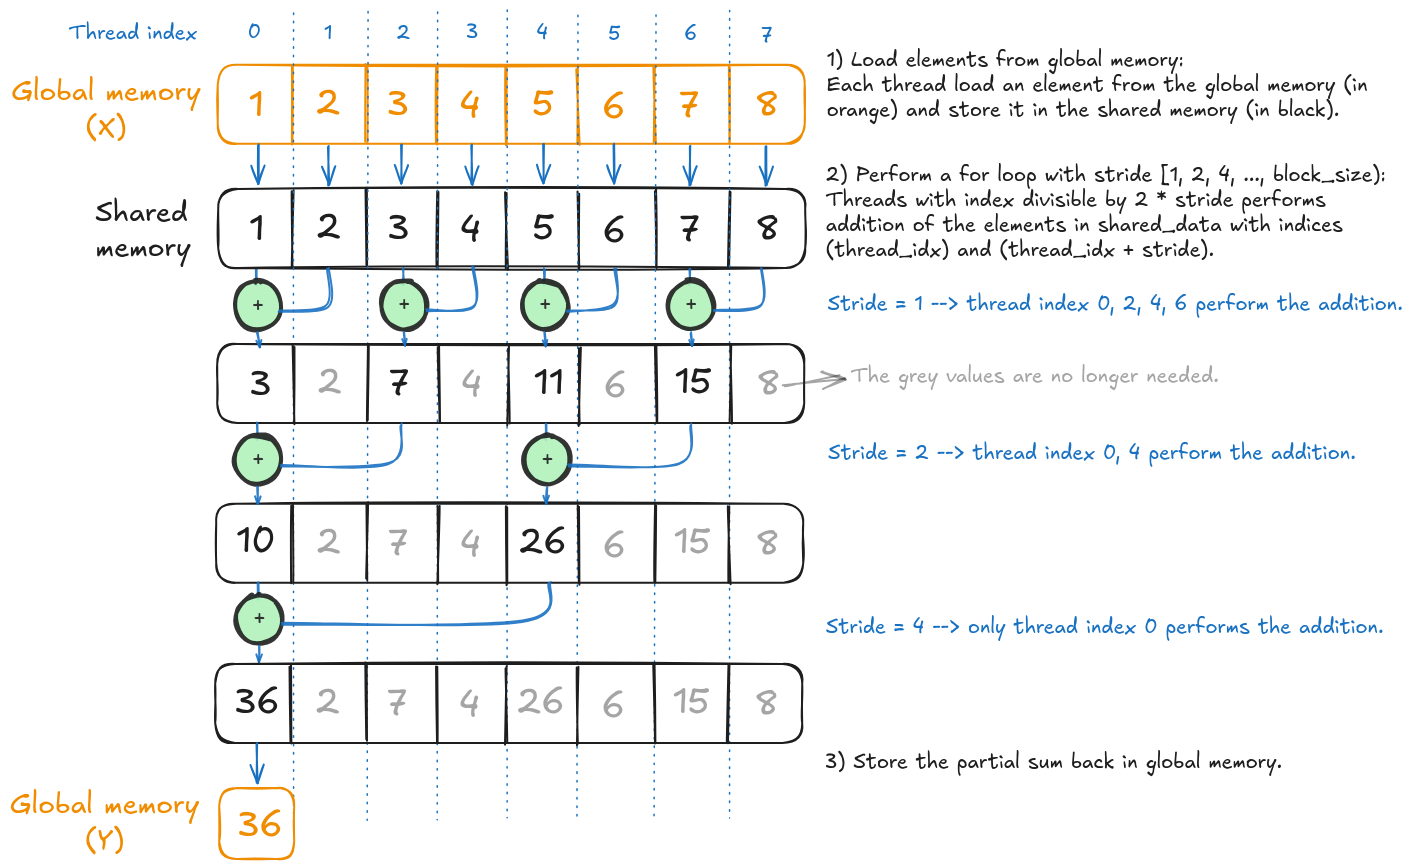 Thread index 0 1 2 3 4 5 6 7
Global memory
(X)
1 2 3 4 5 6 7 8
1) Load elements from global memory:
Each thread load an element from the global memory (in
orange) and store it in the shared memory (in black).
Shared
memory
1 2 3 4 5 6 7 8
2) Perform a for loop with stride [1, 2, 4, ..., block_size):
Threads with index divisible by 2 * stride performs
addition of the elements in shared_data with indices
(thread_idx) and (thread_idx + stride).
+ + + +
Stride = 1 --> thread index 0, 2, 4, 6 perform the addition.
3 2 7 4 11 6 15 8
The grey values are no longer needed.
+ +
Stride = 2 --> thread index 0, 4 perform the addition.
10 2 7 4 26 6 15 8
+
Stride = 4 --> only thread index 0 performs the addition.
36 2 7 4 26 6 15 8
3) Store the partial sum back in global memory.
Global memory
(Y)
36